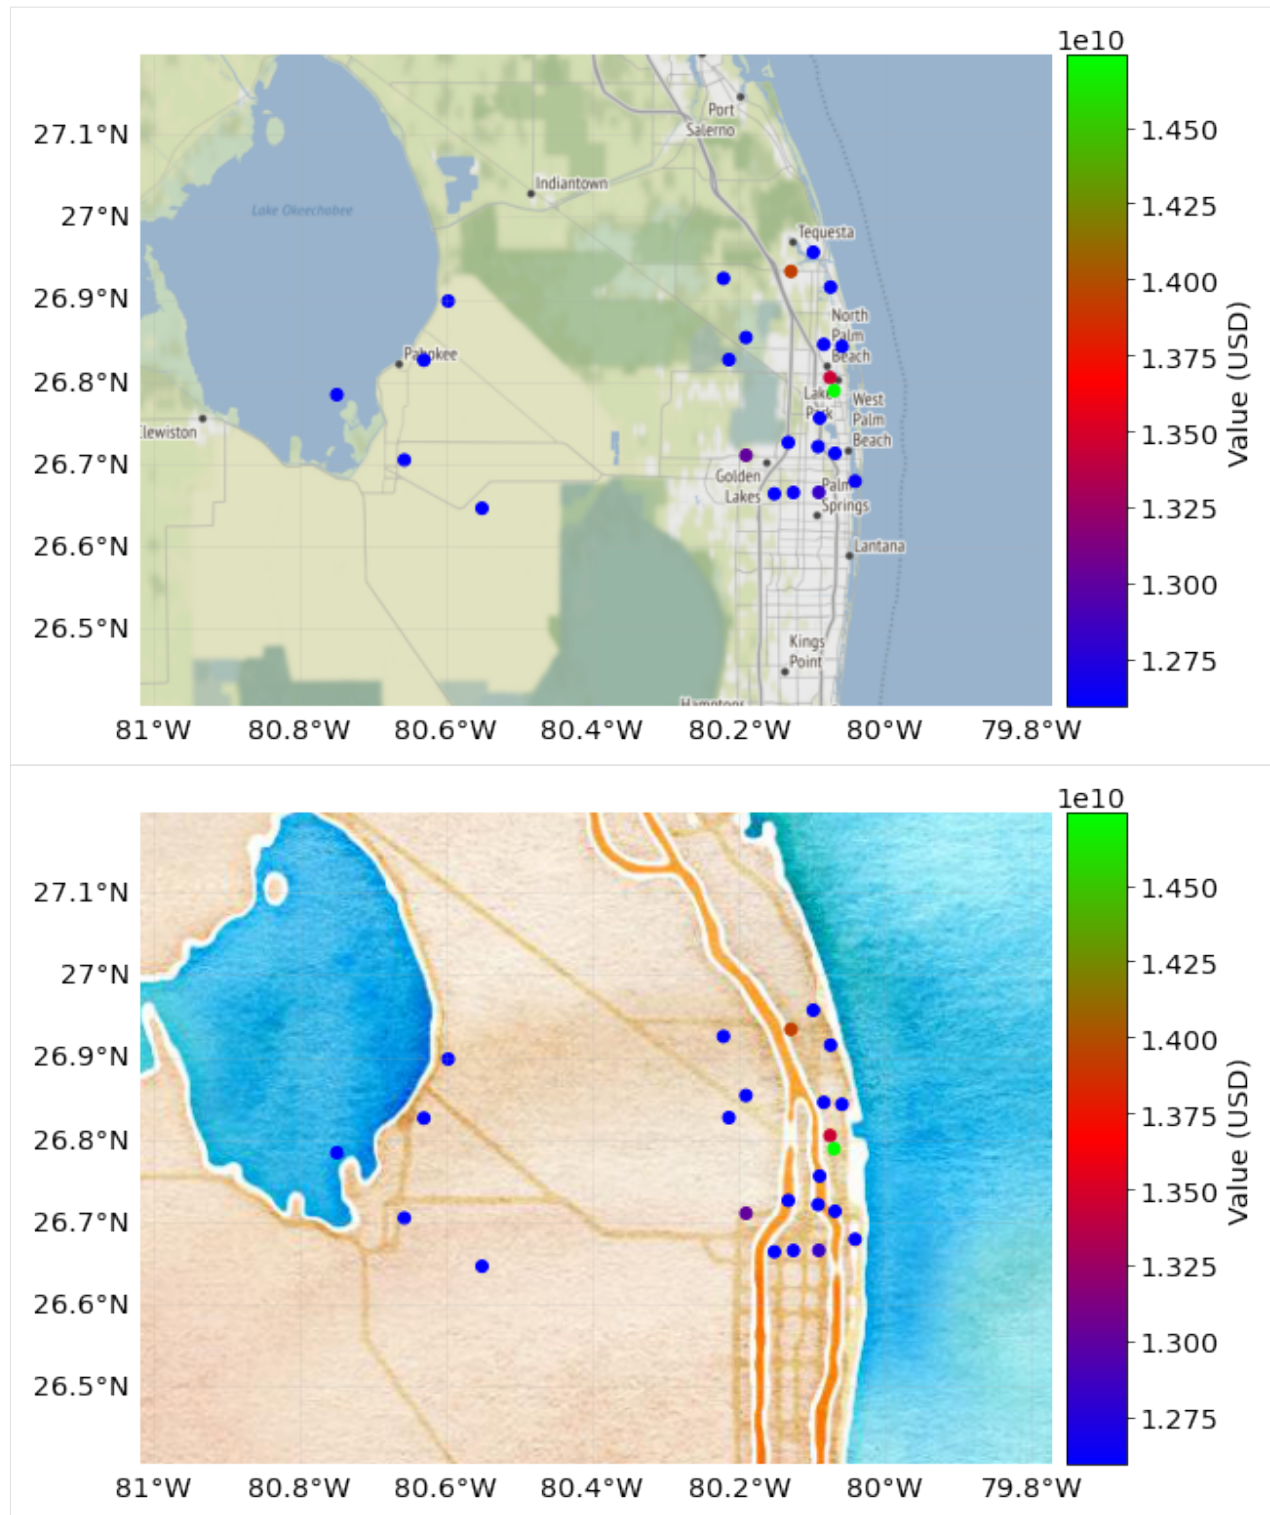 1e10
27.1°N
27°N
26.9°N
26.8°N
26.7°N
26.6°N
26.5°N
81°W
80.8°W
80.6°W
80.4°W
80.2°W
80°W
79.8°W
Port
Salerno
Indiantown
Lake Okeechobee
Tequesta
North
Palm
Beach
Pahokee
Lake
Park
West
Palm
Beach
Clewiston
Golden
Lakes
Palm
Springs
Lantana
Kings
Point
Hamptons
1.450
1.425
1.400
1.375
1.350
1.325
1.300
1.275
Value (USD)
1e10
27.1°N
27°N
26.9°N
26.8°N
26.7°N
26.6°N
26.5°N
81°W
80.8°W
80.6°W
80.4°W
80.2°W
80°W
79.8°W
1.450
1.425
1.400
1.375
1.350
1.325
1.300
1.275
Value (USD)